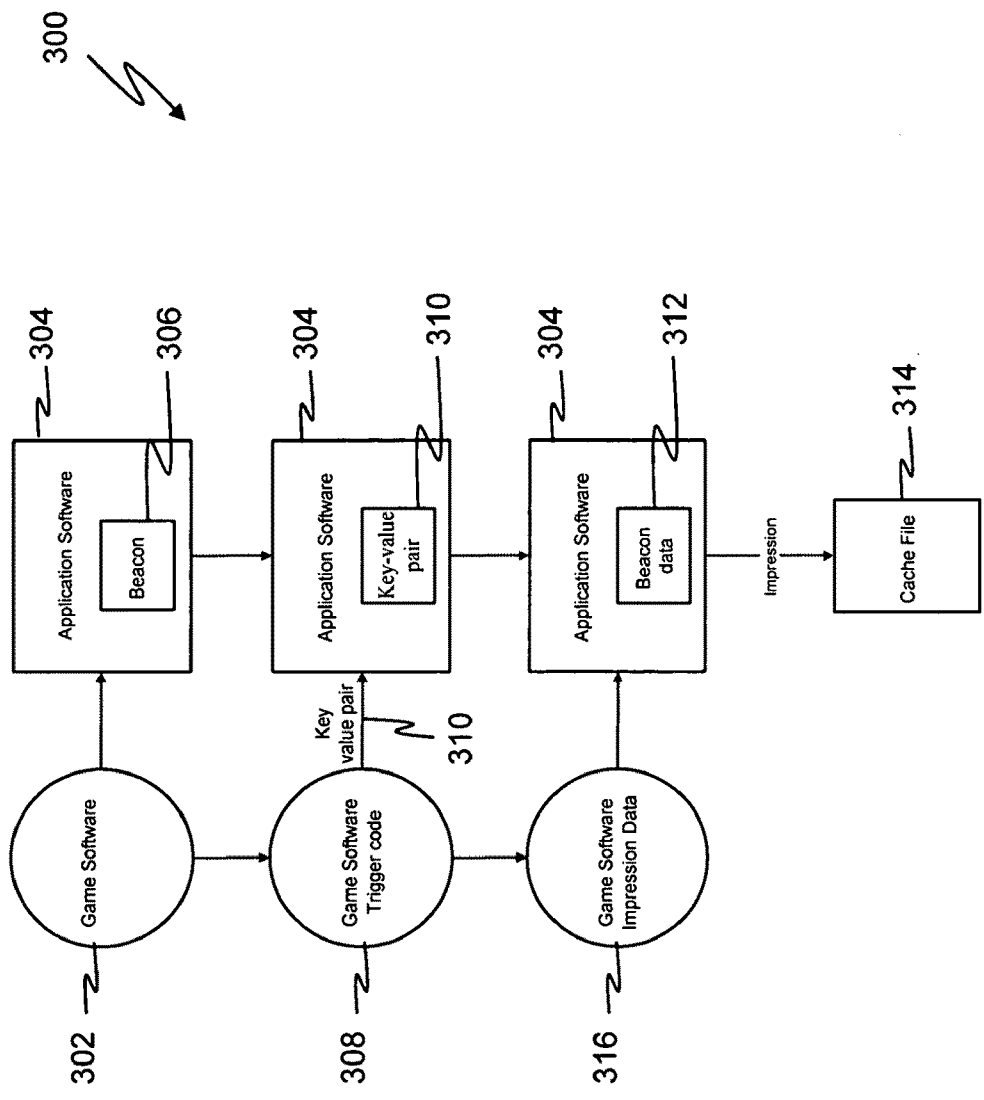 300
304
306
Application Software
Beacon
Game Software
302
304
310
Application Software
Key-value
pair
Key
value pair
310
Game Software
Trigger code
308
304
312
Application Software
Beacon
data
Game Software
Impression Data
316
Impression
314
Cache File